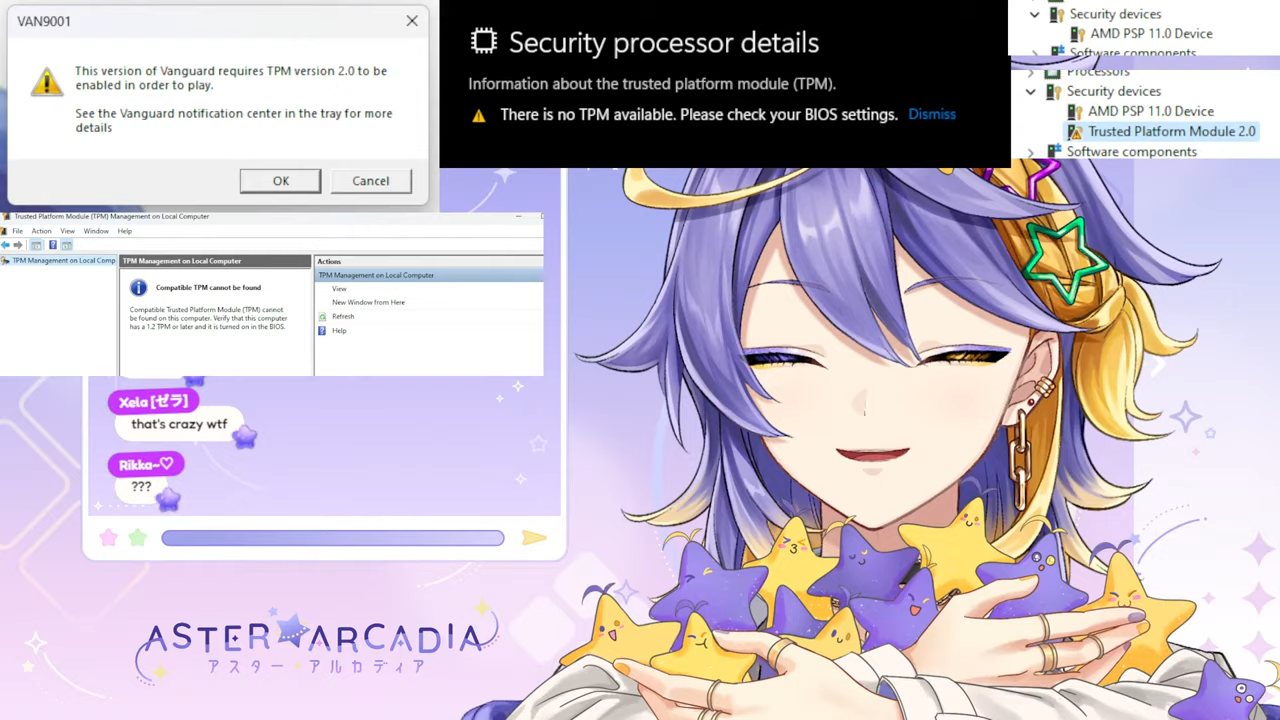 VAN9001
This version of Vanguard requires TPM version 2.0 to be
enabled in order to play.
See the Vanguard notification center in the tray for more
details
OK
Cancel
Security processor details
Information about the trusted platform module (TPM).
There is no TPM available. Please check your BIOS settings. Dismiss
Security devices
AMD PSP 11.0 Device
Software components
Processors
Security devices
AMD PSP 11.0 Device
Trusted Platform Module 2.0
Software components
Trusted Platform Module (TPM) Management on Local Computer
File Action View Window Help
TPM Management on Local Comp
TPM Management on Local Computer
Compatible TPM cannot be found
Compatible Trusted Platform Module (TPM) cannot
be found on this computer. Verify that this computer
has a 1.2 TPM or later and it is turned on in the BIOS.
Actions
TPM Management on Local Computer
View
New Window from Here
Refresh
Help
Xela [ゼラ]
that's crazy wtf
Rikka~♡
???
ASTER ARCADIA
アスター・アルカディア